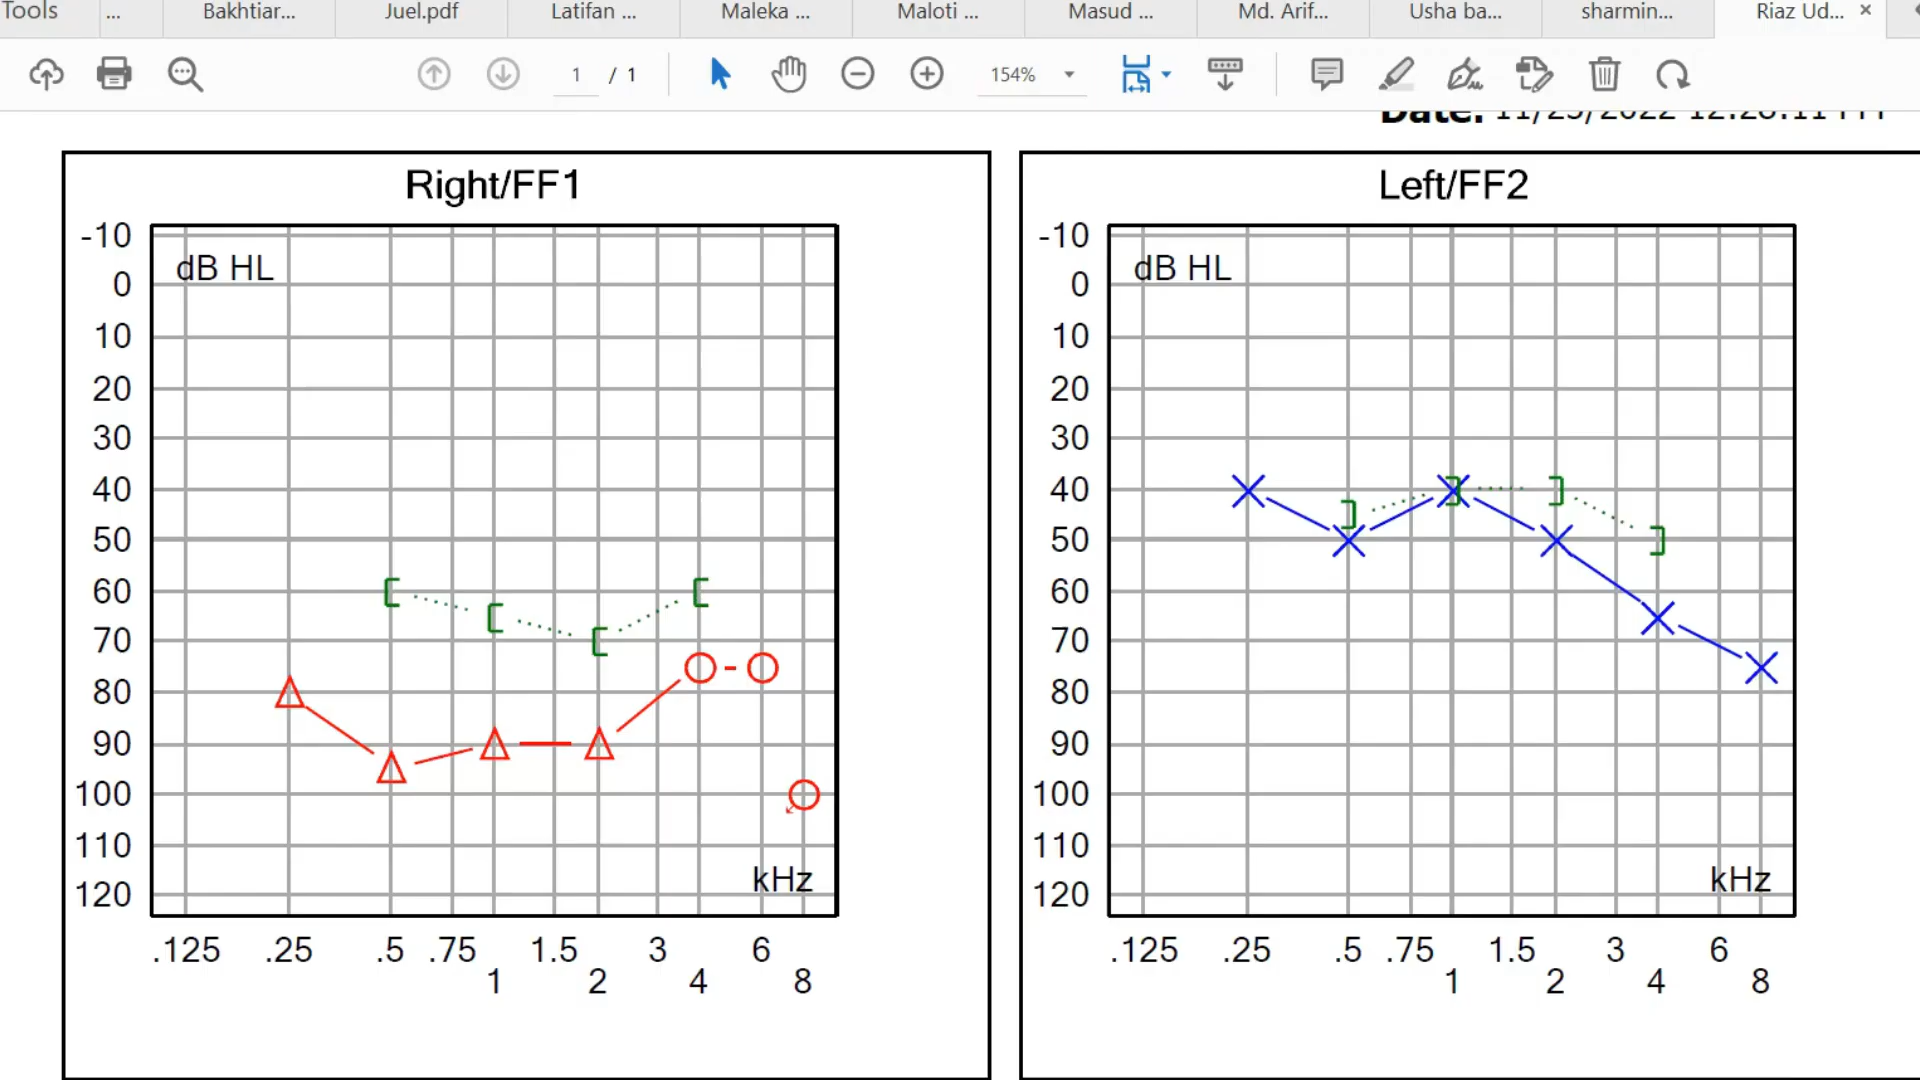 Tools ... Bakhtiar... Juel.pdf Latifan ... Maleka ... Maloti ... Masud ... Md. Arif... Usha ba... sharmin... Riaz Ud... ×
1 / 1 154%
Date:
Right/FF1
-10
dB HL
0
10
20
30
40
50
60
70
80
90
100
110
kHz
120
.125 .25 .5 .75 1.5 3 6
1 2 4 8
Left/FF2
-10
dB HL
0
10
20
30
40
50
60
70
80
90
100
110
kHz
120
.125 .25 .5 .75 1.5 3 6
1 2 4 8